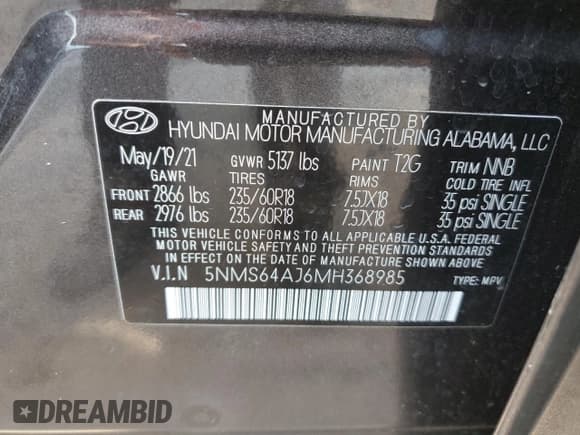 MANUFACTURED BY
HYUNDAI MOTOR MANUFACTURING ALABAMA, LLC
May/19/21 GVWR 5137 lbs PAINT T2G TRIM NNB
GAWR TIRES RIMS COLD TIRE INFL
FRONT 2866 lbs 235/60R18 7.5JX18 35 psi SINGLE
REAR 2976 lbs 235/60R18 7.5JX18 35 psi SINGLE
THIS VEHICLE CONFORMS TO ALL APPLICABLE U.S.A. FEDERAL
MOTOR VEHICLE SAFETY AND THEFT PREVENTION STANDARDS
IN EFFECT ON THE DATE OF MANUFACTURE SHOWN ABOVE.
V.I.N 5NMS64AJ6MH368985
TYPE: MPV
DREAMBID